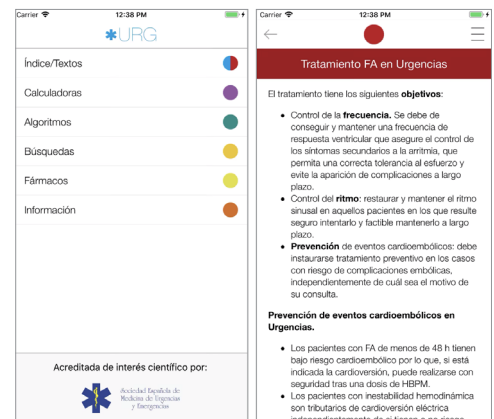 Carrier 12:38 PM
*URG
Índice/Textos
Calculadoras
Algoritmos
Búsquedas
Fármacos
Información
Acreditada de interés científico por:
Sociedad Española de
Medicina de Urgencias
y Emergencias
Carrier 12:38 PM
Tratamiento FA en Urgencias
El tratamiento tiene los siguientes objetivos:
• Control de la frecuencia. Se debe de
conseguir y mantener una frecuencia de
respuesta ventricular que asegure el control de
los síntomas secundarios a la arritmia, que
permita una correcta tolerancia al esfuerzo y
evite la aparición de complicaciones a largo
plazo.
• Control del ritmo: restaurar y mantener el ritmo
sinusal en aquellos pacientes en los que resulte
seguro intentarlo y factible mantenerlo a largo
plazo.
• Prevención de eventos cardioembólicos: debe
instaurarse tratamiento preventivo en los casos
con riesgo de complicaciones embólicas,
independientemente de cuál sea el motivo de
su consulta.
Prevención de eventos cardioembólicos en
Urgencias.
• Los pacientes con FA de menos de 48 h tienen
bajo riesgo cardioembólico por lo que, si está
indicada la cardioversión, puede realizarse con
seguridad tras una dosis de HBPM.
• Los pacientes con inestabilidad hemodinámica
son tributarios de cardioversión eléctrica